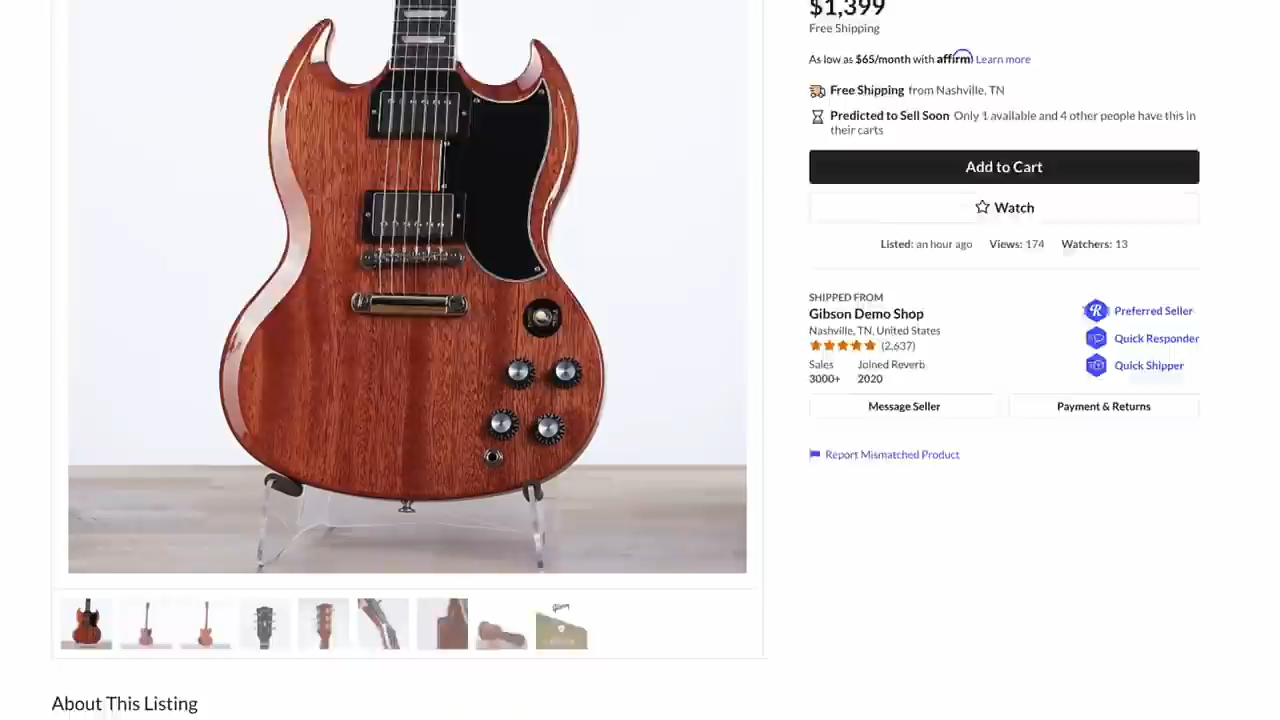 $1,399
Free Shipping
As low as $65/month with affirm Learn more
Free Shipping from Nashville, TN
Predicted to Sell Soon Only 1 available and 4 other people have this in
their carts
Add to Cart
Watch
Listed: an hour ago Views: 174 Watchers: 13
SHIPPED FROM
Gibson Demo Shop
Nashville, TN, United States
(2,637)
Preferred Seller
Quick Responder
Quick Shipper
Sales Joined Reverb
3000+ 2020
Message Seller Payment & Returns
Report Mismatched Product
About This Listing